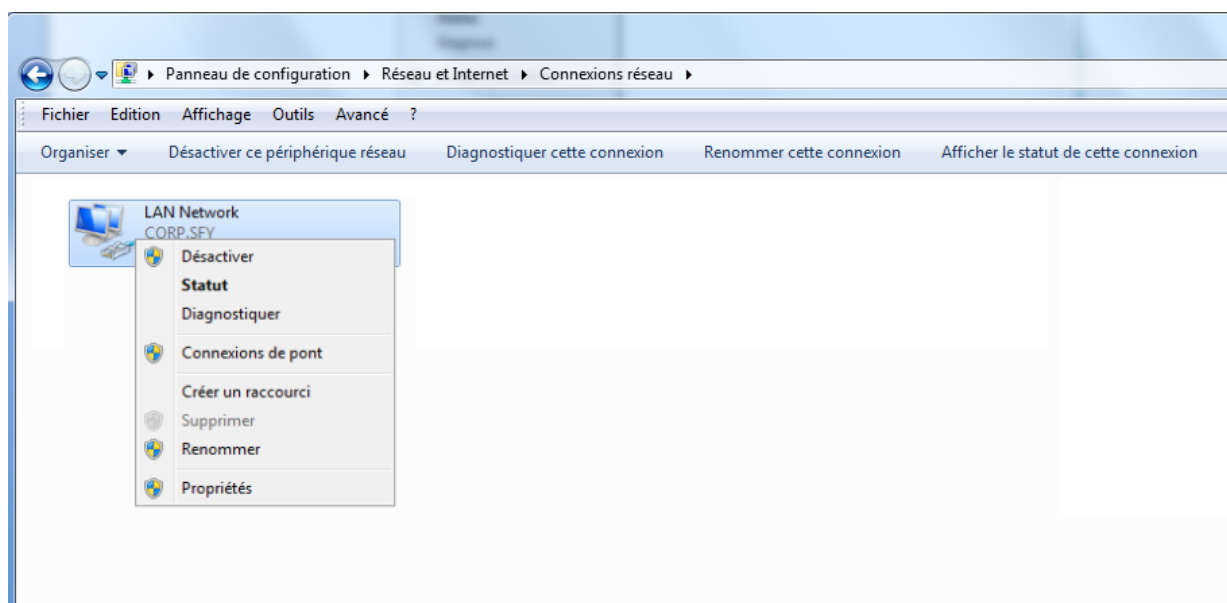 Panneau de configuration Réseau et Internet Connexions réseau
Fichier Edition Affichage Outils Avancé ?
Organiser Désactiver ce périphérique réseau Diagnostiquer cette connexion Renommer cette connexion Afficher le statut de cette connexion
LAN Network
CORP.SFY
Désactiver
Statut
Diagnostiquer
Connexions de pont
Créer un raccourci
Supprimer
Renommer
Propriétés